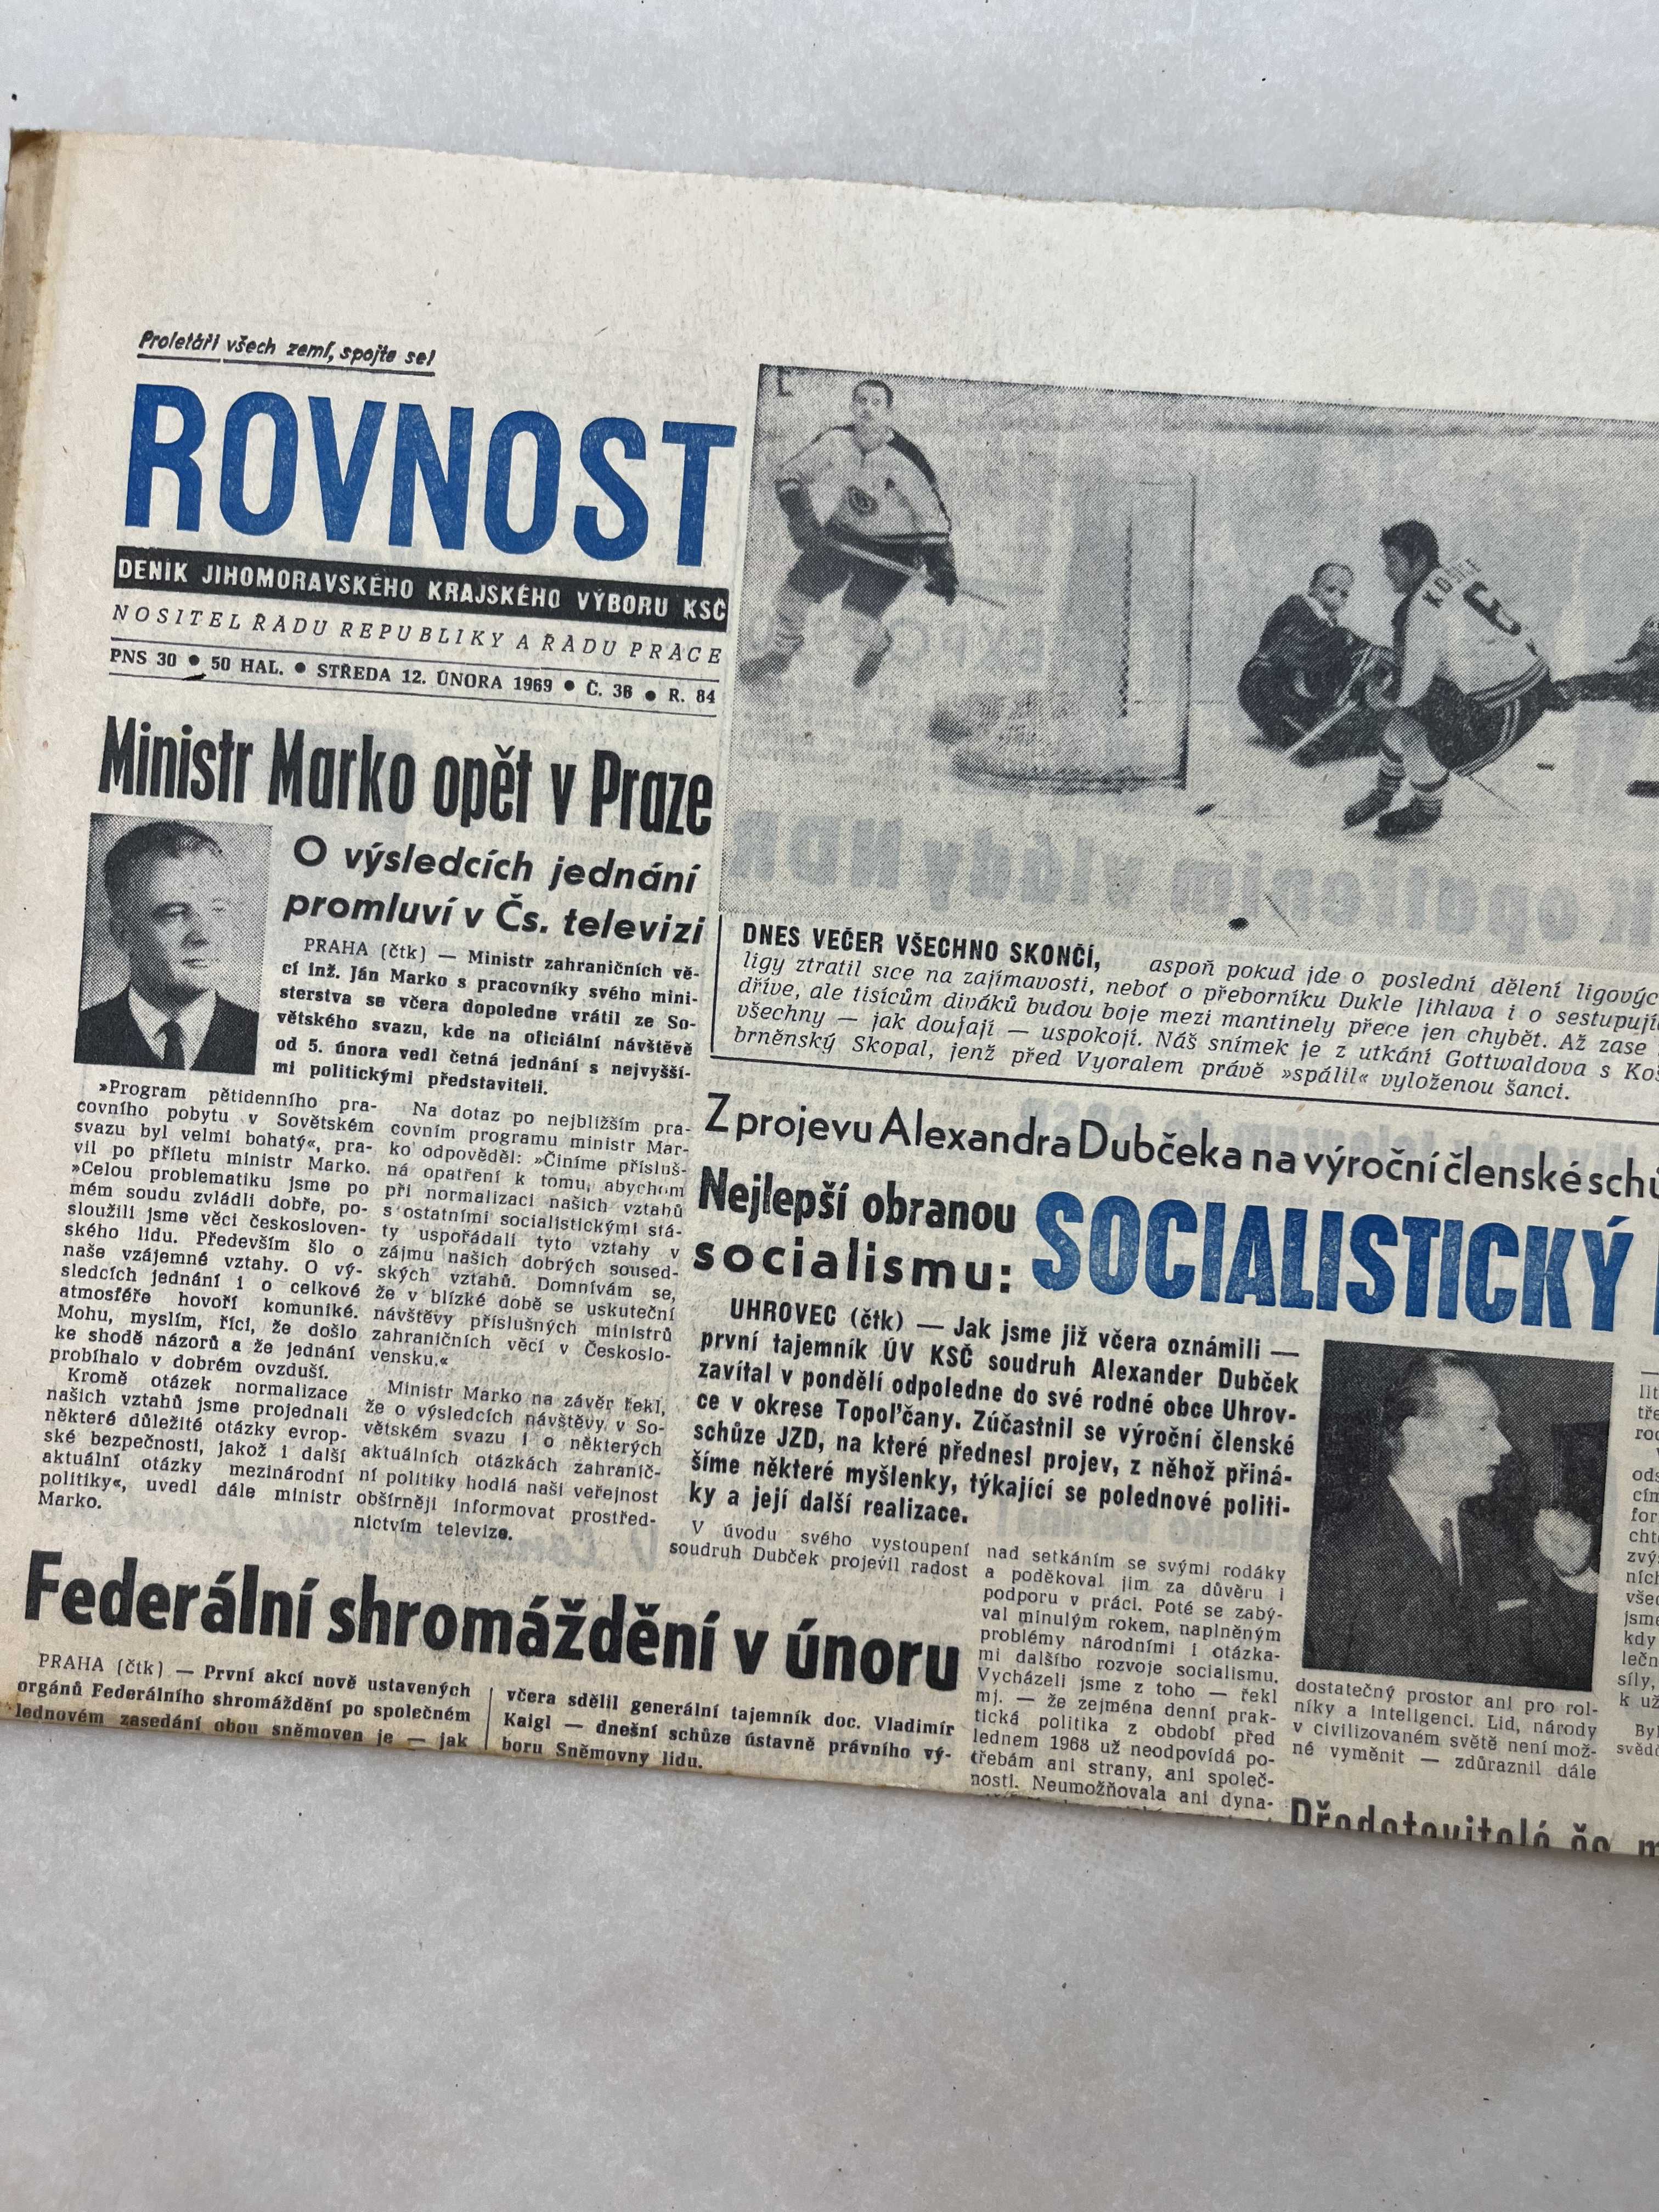 Proletáři všech zemí, spojte se!
ROVNOST
DENÍK JIHOMORAVSKÉHO KRAJSKÉHO VÝBORU KSČ
NOSITEL ŘÁDU REPUBLIKY A ŘÁDU PRÁCE
PNS 30 ● 50 HAL. ● STŘEDA 12. ÚNORA 1969 ● Č. 36 ● R. 84
Ministr Marko opět v Praze
O výsledcích jednání
promluví v Čs. televizi
PRAHA (čtk) — Ministr zahraničních vě-
cí inž. Ján Marko s pracovníky svého mini-
sterstva se včera dopoledne vrátil ze So-
větského svazu, kde na oficiální návštěvě
od 5. února vedl četná jednání s nejvyšší-
mi politickými představiteli.
»Program pětidenního pra-
covního pobytu v Sovětském
svazu byl velmi bohatý«, pra-
vil po příletu ministr Marko.
»Celou problematiku jsme po
mém soudu zvládli dobře, po-
sloužili jsme věci českosloven-
ského lidu. Především šlo o
naše vzájemné vztahy. O vý-
sledcích jednání i o celkové
atmosféře hovoří komuniké.
Mohu, myslím, říci, že došlo
ke shodě názorů a že jednání
probíhalo v dobrém ovzduší.
Kromě otázek normalizace
našich vztahů jsme projednali
některé důležité otázky evrop-
ské bezpečnosti, jakož i další
aktuální otázky mezinárodní
politiky«, uvedl dále ministr
Marko.
Na dotaz po nejbližším pra-
covním programu ministr Mar-
ko odpověděl: »Činíme přísluš-
ná opatření k tomu, abychom
při normalizaci našich vztahů
s ostatními socialistickými stá-
ty uspořádali tyto vztahy v
zájmu našich dobrých soused-
ských vztahů. Domnívám se,
že v blízké době se uskuteční
návštěvy příslušných ministrů
zahraničních věcí v Českoslo-
vensku.«
Ministr Marko na závěr řekl,
že o výsledcích návštěvy v So-
větském svazu i o některých
aktuálních otázkách zahranič-
ní politiky hodlá naši veřejnost
obšírněji informovat prostřed-
nictvím televize.
Federální shromáždění v únoru
PRAHA (čtk) — První akcí nově ustavených
orgánů Federálního shromáždění po společném
lednovém zasedání obou sněmoven je — jak
včera sdělil generální tajemník doc. Vladimír
Kaigl — dnešní schůze ústavně právního vý-
boru Sněmovny lidu.
KOŘÍ
DNES VEČER VŠECHNO SKONČÍ, aspoň pokud jde o poslední dělení ligovýc
ligy ztratil sice na zajímavosti, neboť o přeborníku Dukle Jihlava i o sestupují
dříve, ale tisícům diváků budou boje mezi mantinely přece jen chybět. Až zase
všechny — jak doufají — uspokojí. Náš snímek je z utkání Gottwaldova s Koš
brněnský Skopal, jenž před Vyoralem právě »spálil« vyloženou šanci.
Z projevu Alexandra Dubčeka na výroční členské schů
Nejlepší obranou
socialismu: SOCIALISTICKÝ
UHROVEC (čtk) — Jak jsme již včera oznámili —
první tajemník ÚV KSČ soudruh Alexander Dubček
zavítal v pondělí odpoledne do své rodné obce Uhrov-
ce v okrese Topoľčany. Zúčastnil se výroční členské
schůze JZD, na které přednesl projev, z něhož přiná-
šíme některé myšlenky, týkající se polednové politi-
ky a její další realizace.
V úvodu svého vystoupení
soudruh Dubček projevil radost
nad setkáním se svými rodáky
a poděkoval jim za důvěru i
podporu v práci. Poté se zabý-
val minulým rokem, naplněným
problémy národními i otázka-
mi dalšího rozvoje socialismu.
Vycházeli jsme z toho — řekl
mj. — že zejména denní prak-
tická politika z období před
lednem 1968 už neodpovídá po-
třebám ani strany, ani společ-
nosti. Neumožňovala ani dyna-
dostatečný prostor ani pro rol-
níky a inteligenci. Lid, národy
v civilizovaném světě není mož-
né vyměnit — zdůraznil dále
lit
tře
roc
ods
cím
for
cht
zvý
ních
všec
jsme
kdy
lečn
síly,
k už
Byl
svědč